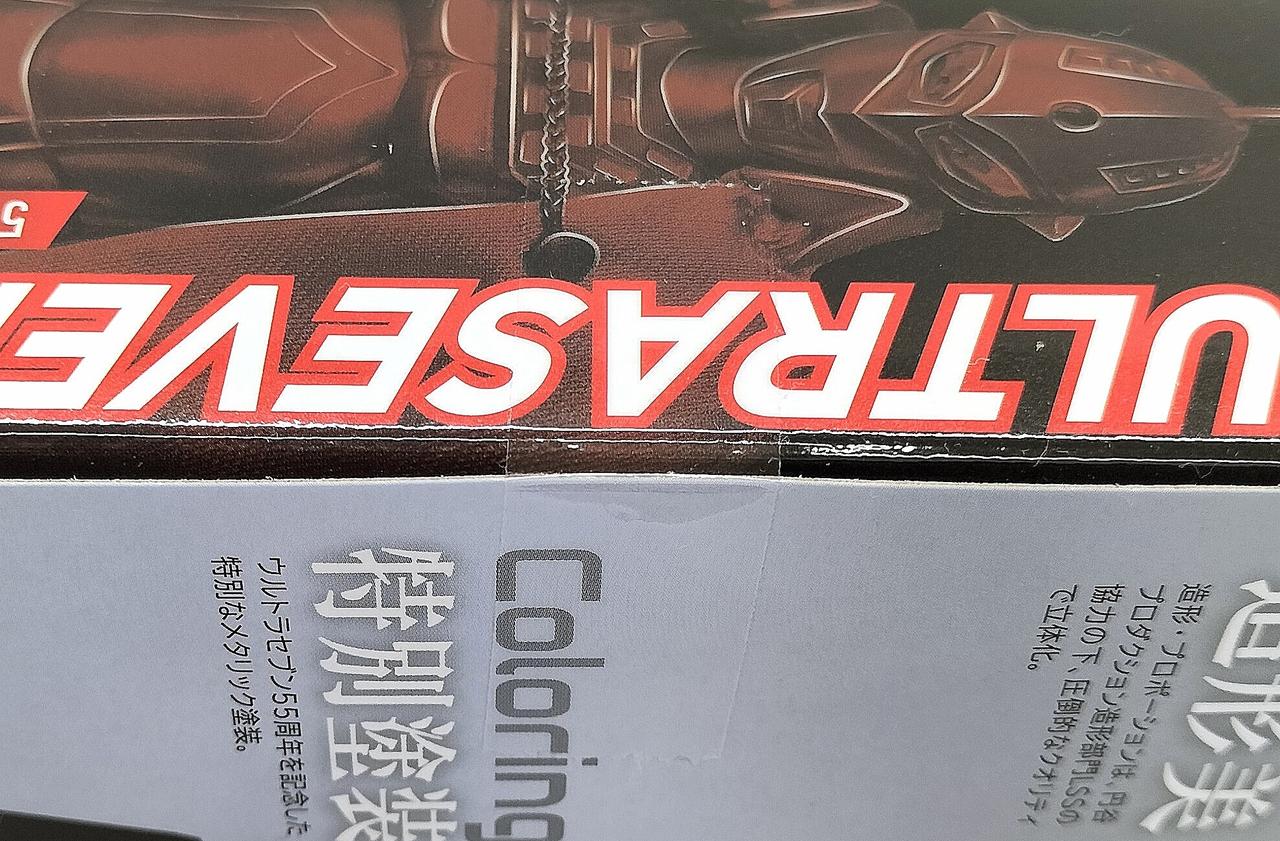 ULTRASEVE
5
造形美
造形・プロポーションは、円谷
プロダクション造形部門LSSの
協力の下、圧倒的なクオリティ
で立体化。
Coloring
特別塗装
ウルトラセブン55周年を記念した
特別なメタリック塗装。